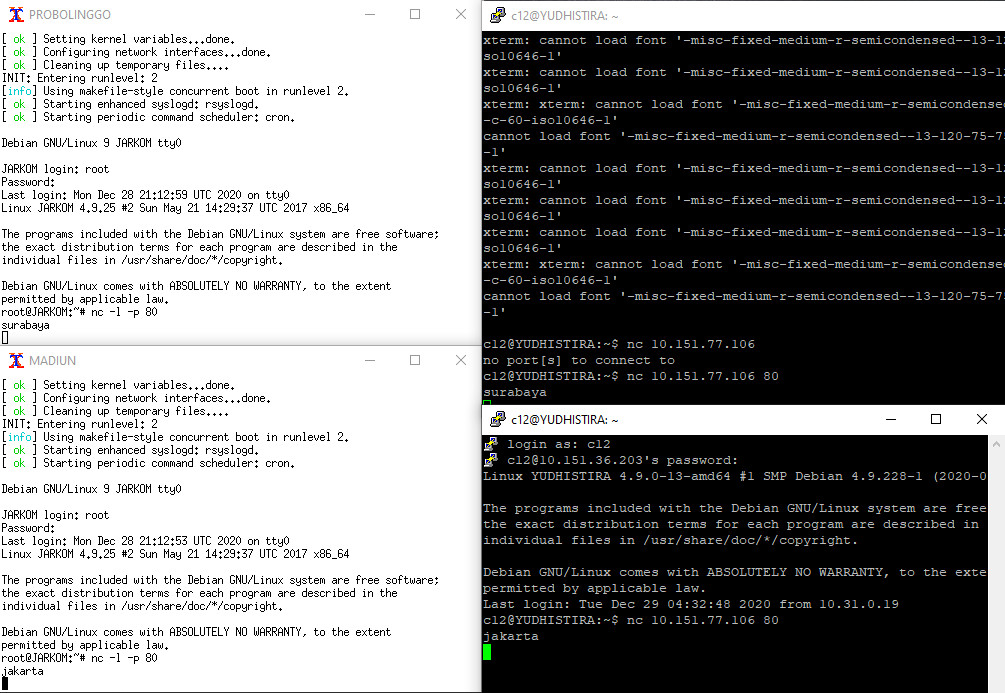 PROBOLINGGO
[ ok ] Setting kernel variables...done.
[ ok ] Configuring network interfaces...done.
[ ok ] Cleaning up temporary files....
INIT: Entering runlevel: 2
[info] Using makefile-style concurrent boot in runlevel 2.
[ ok ] Starting enhanced syslogd: rsyslogd.
[ ok ] Starting periodic command scheduler: cron.
Debian GNU/Linux 9 JARKOM tty0
JARKOM login: root
Password:
Last login: Mon Dec 28 21:12:59 UTC 2020 on tty0
Linux JARKOM 4.9.25 #2 Sun May 21 14:29:37 UTC 2017 x86_64
The programs included with the Debian GNU/Linux system are free software;
the exact distribution terms for each program are described in the
individual files in /usr/share/doc/*/copyright.
Debian GNU/Linux comes with ABSOLUTELY NO WARRANTY, to the extent
permitted by applicable law.
root@JARKOM:~# nc -l -p 80
surabaya
MADIUN
[ ok ] Setting kernel variables...done.
[ ok ] Configuring network interfaces...done.
[ ok ] Cleaning up temporary files....
INIT: Entering runlevel: 2
[info] Using makefile-style concurrent boot in runlevel 2.
[ ok ] Starting enhanced syslogd: rsyslogd.
[ ok ] Starting periodic command scheduler: cron.
Debian GNU/Linux 9 JARKOM tty0
JARKOM login: root
Password:
Last login: Mon Dec 28 21:12:53 UTC 2020 on tty0
Linux JARKOM 4.9.25 #2 Sun May 21 14:29:37 UTC 2017 x86_64
The programs included with the Debian GNU/Linux system are free software;
the exact distribution terms for each program are described in the
individual files in /usr/share/doc/*/copyright.
Debian GNU/Linux comes with ABSOLUTELY NO WARRANTY, to the extent
permitted by applicable law.
root@JARKOM:~# nc -l -p 80
jakarta
c12@YUDHISTIRA: ~
xterm: cannot load font '-misc-fixed-medium-r-semicondensed--13-12
so10646-1'
xterm: cannot load font '-misc-fixed-medium-r-semicondensed--13-12
so10646-1'
xterm: xterm: cannot load font '-misc-fixed-medium-r-semicondense
-c-60-iso10646-1'
cannot load font '-misc-fixed-medium-r-semicondensed--13-120-75-7
-1'
xterm: cannot load font '-misc-fixed-medium-r-semicondensed--13-12
so10646-1'
xterm: cannot load font '-misc-fixed-medium-r-semicondensed--13-12
so10646-1'
xterm: cannot load font '-misc-fixed-medium-r-semicondensed--13-12
so10646-1'
xterm: xterm: cannot load font '-misc-fixed-medium-r-semicondense
-c-60-iso10646-1'
cannot load font '-misc-fixed-medium-r-semicondensed--13-120-75-7
-1'
c12@YUDHISTIRA:~$ nc 10.151.77.106
no port[s] to connect to
c12@YUDHISTIRA:~$ nc 10.151.77.106 80
surabaya
c12@YUDHISTIRA: ~
login as: c12
c12@10.151.36.203's password:
Linux YUDHISTIRA 4.9.0-13-amd64 #1 SMP Debian 4.9.228-1 (2020-0
The programs included with the Debian GNU/Linux system are free
the exact distribution terms for each program are described in
individual files in /usr/share/doc/*/copyright.
Debian GNU/Linux comes with ABSOLUTELY NO WARRANTY, to the exte
permitted by applicable law.
Last login: Tue Dec 29 04:32:48 2020 from 10.31.0.19
c12@YUDHISTIRA:~$ nc 10.151.77.106 80
jakarta